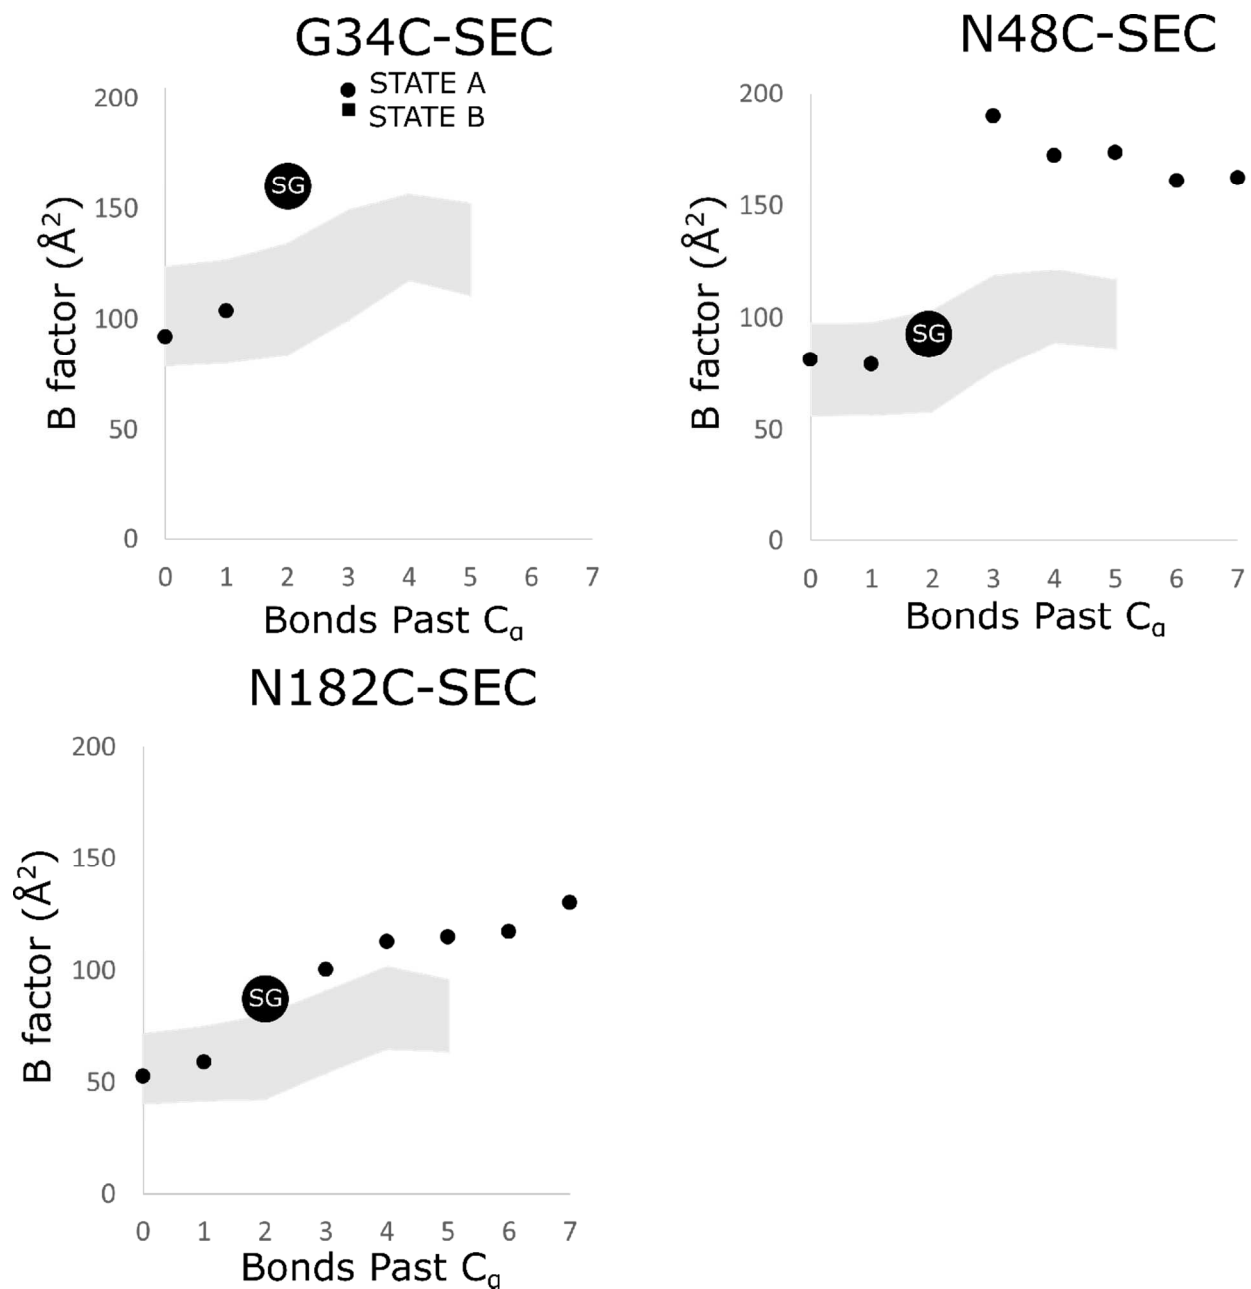 G34C-SEC
STATE A
STATE B
200
150
100
50
0
B factor (Å²)
SG
0 1 2 3 4 5 6 7
Bonds Past Cɑ
N48C-SEC
200
150
100
50
0
B factor (Å²)
SG
0 1 2 3 4 5 6 7
Bonds Past Cɑ
N182C-SEC
200
150
100
50
0
B factor (Å²)
SG
0 1 2 3 4 5 6 7
Bonds Past Cɑ